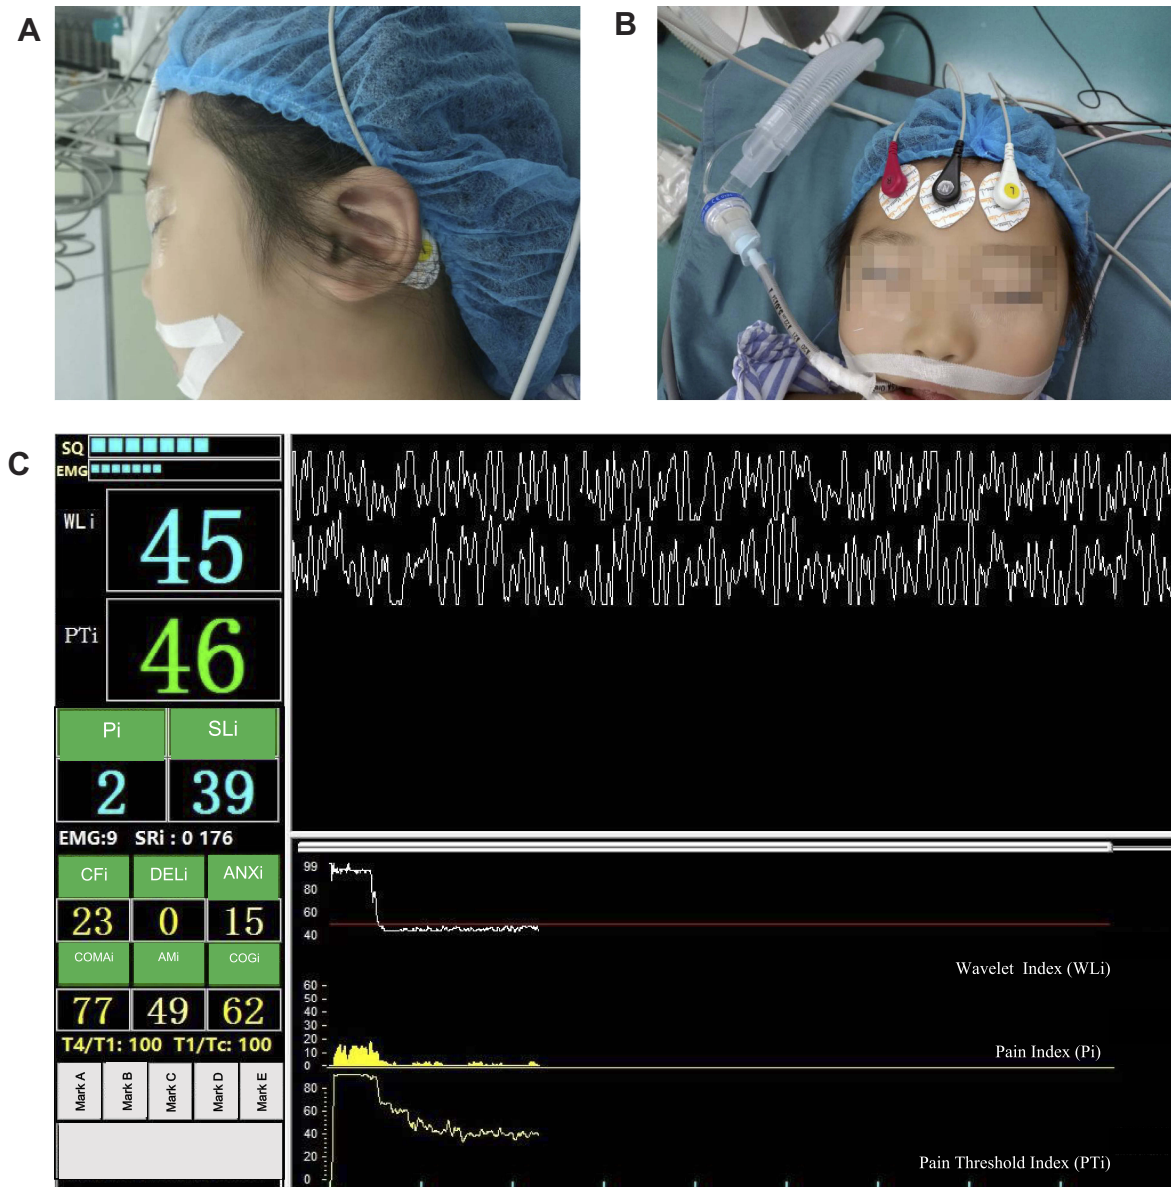 A
B
L
N
L
C
SQ
EMG
WLi
45
PTi
46
Pi SLi
2 39
EMG:9 SRi : 0 176
CFi DELi ANXi
23 0 15
COMAi AMi COGi
77 49 62
T4/T1: 100 T1/Tc: 100
Mark A Mark B Mark C Mark D Mark E
99
80
60
40
Wavelet Index (WLi)
60
50
40
30
20
10
0
Pain Index (Pi)
80
60
40
20
0
Pain Threshold Index (PTi)